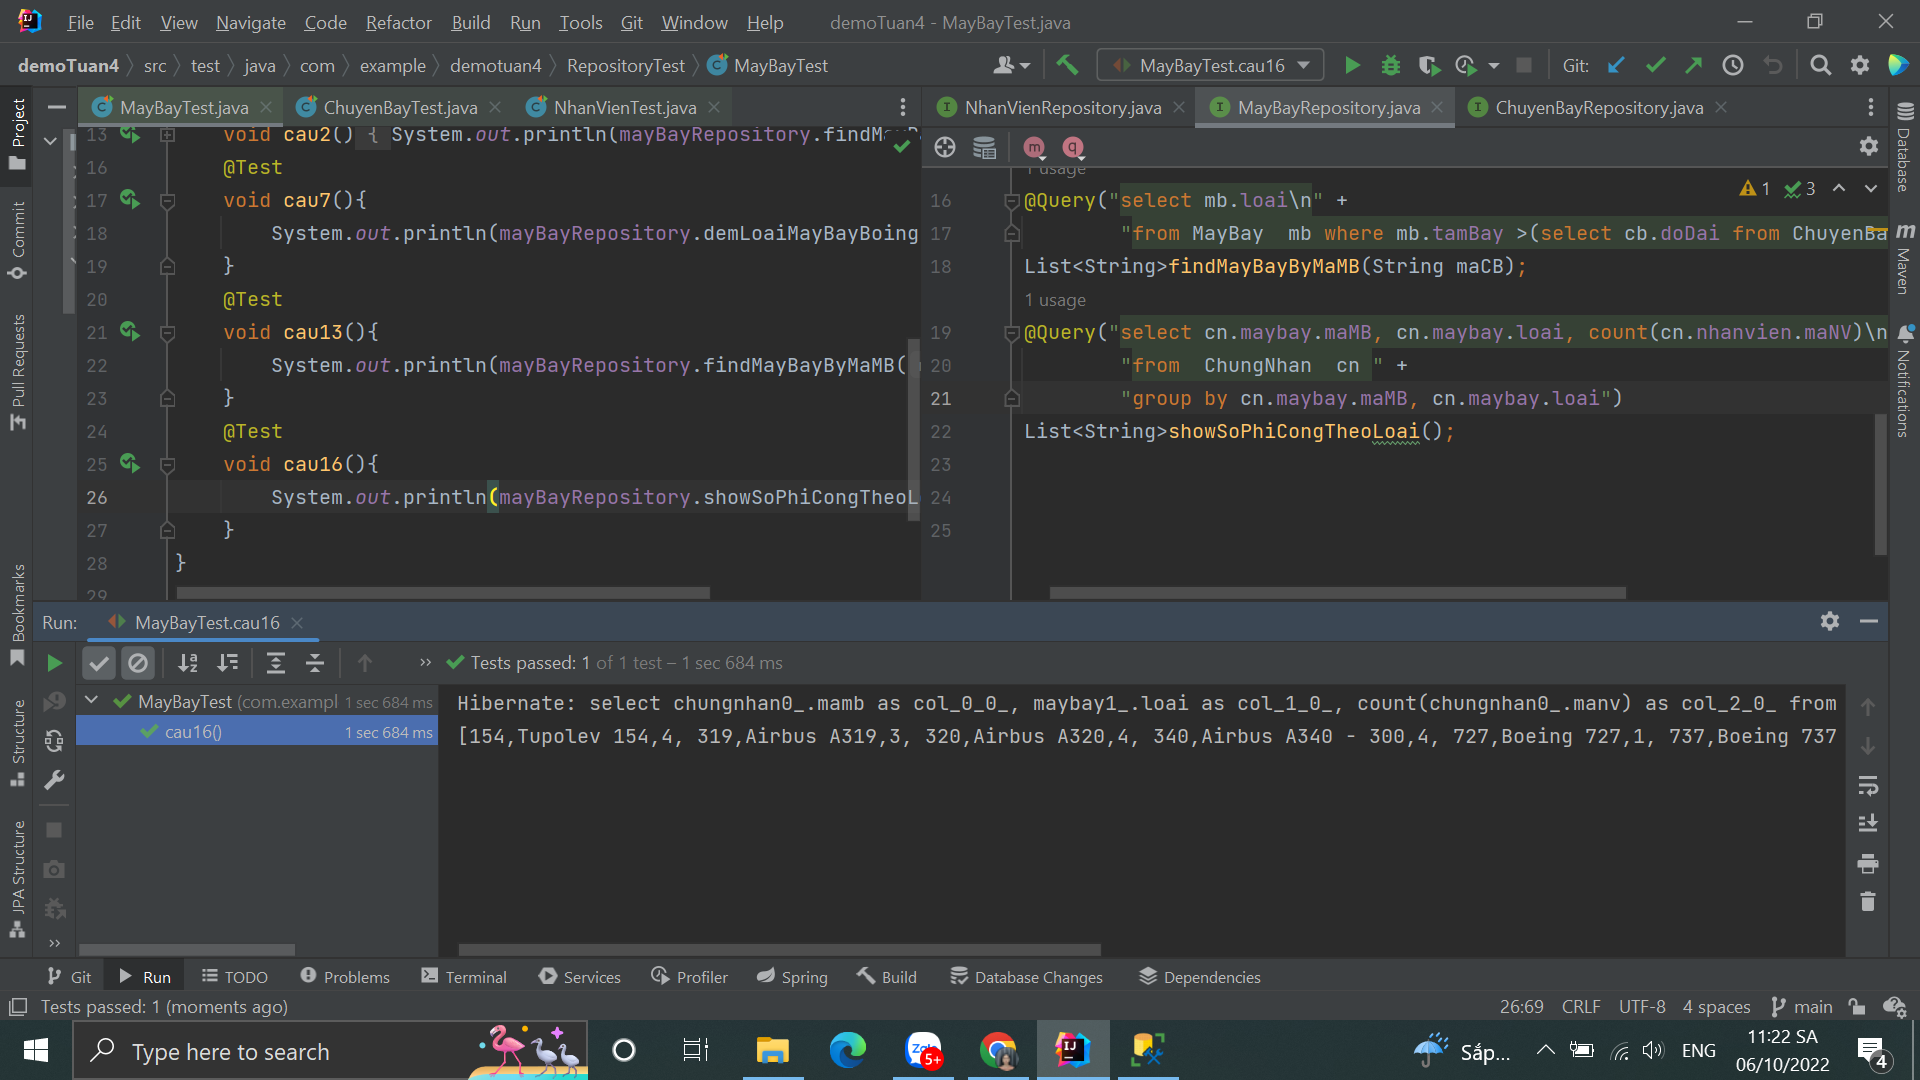 File Edit View Navigate Code Refactor Build Run Tools Git Window Help demoTuan4 - MayBayTest.java
demoTuan4 src test java com example demotuan4 RepositoryTest MayBayTest MayBayTest.cau16 Git:
Project
Commit
Pull Requests
Bookmarks
Structure
JPA Structure
MayBayTest.java ChuyenBayTest.java NhanVienTest.java
13 void cau2() { System.out.println(mayBayRepository.findMayB
16 @Test
17 void cau7(){
18 System.out.println(mayBayRepository.demLoaiMayBayBoing
19 }
20 @Test
21 void cau13(){
22 System.out.println(mayBayRepository.findMayBayByMaMB(
23 }
24 @Test
25 void cau16(){
26 System.out.println(mayBayRepository.showSoPhiCongTheoL
27 }
28 }
29
NhanVienRepository.java MayBayRepository.java ChuyenBayRepository.java
m q
1 usage
1 3
16 @Query("select mb.loai\n" +
17 "from MayBay mb where mb.tamBay >(select cb.doDai from ChuyenBa
18 List<String>findMayBayByMaMB(String maCB);
1 usage
19 @Query("select cn.maybay.maMB, cn.maybay.loai, count(cn.nhanvien.maNV)\n
20 "from ChungNhan cn " +
21 "group by cn.maybay.maMB, cn.maybay.loai")
22 List<String>showSoPhiCongTheoLoai();
23
24
25
Database
Maven
Notifications
Run: MayBayTest.cau16
Tests passed: 1 of 1 test – 1 sec 684 ms
MayBayTest (com.exampl 1 sec 684 ms
cau16() 1 sec 684 ms
Hibernate: select chungnhan0_.mamb as col_0_0_, maybay1_.loai as col_1_0_, count(chungnhan0_.manv) as col_2_0_ from
[154,Tupolev 154,4, 319,Airbus A319,3, 320,Airbus A320,4, 340,Airbus A340 - 300,4, 727,Boeing 727,1, 737,Boeing 737
Git Run TODO Problems Terminal Services Profiler Spring Build Database Changes Dependencies
Tests passed: 1 (moments ago) 26:69 CRLF UTF-8 4 spaces main
Type here to search
Zalo 5+
Sắp... ENG
11:22 SA
06/10/2022
4